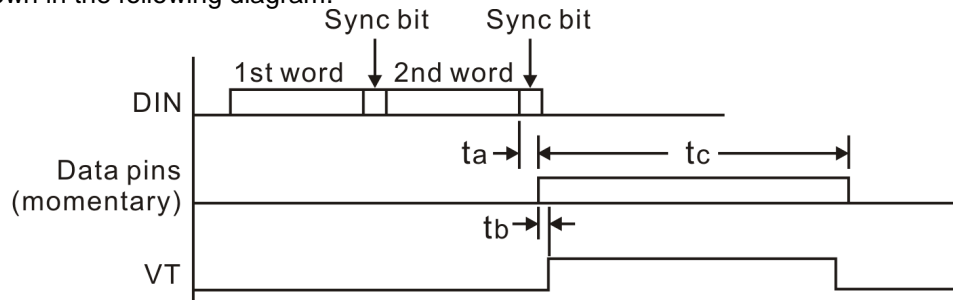 in the following diagram.
Sync bit Sync bit
1st word 2nd word
DIN
ta tc
Data pins
(momentary)
tb
VT